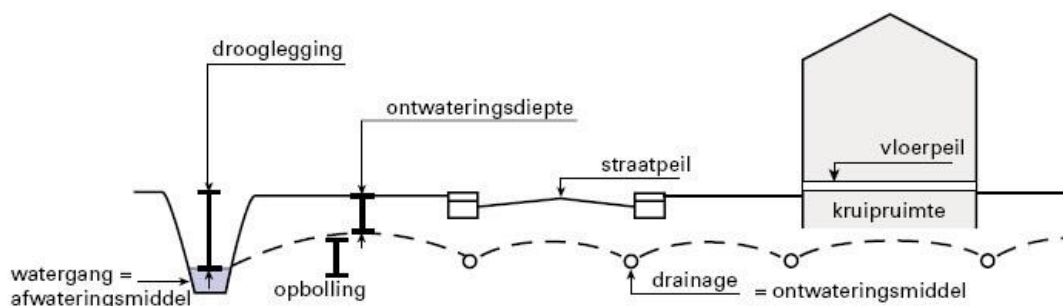 drooglegging
ontwateringsdiepte
straatpeil
vloerpeil
kruipruimte
watergang =
afwateringsmiddel
opbolling
drainage = ontwateringsmiddel